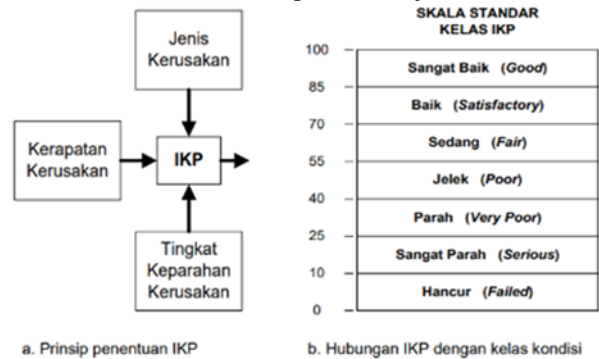 Jenis
Kerusakan
Kerapatan
Kerusakan
IKP
Tingkat
Keparahan
Kerusakan
a. Prinsip penentuan IKP
SKALA STANDAR
KELAS IKP
100
Sangat Baik (Good)
85
Baik (Satisfactory)
70
Sedang (Fair)
55
Jelek (Poor)
40
Parah (Very Poor)
25
Sangat Parah (Serious)
10
Hancur (Failed)
0
b. Hubungan IKP dengan kelas kondisi